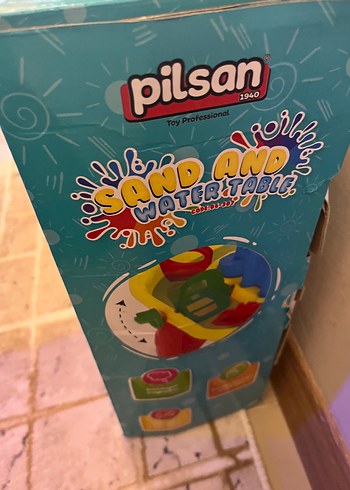 pilsan
1940
Toy Professional
SAND AND
WATER TABLE